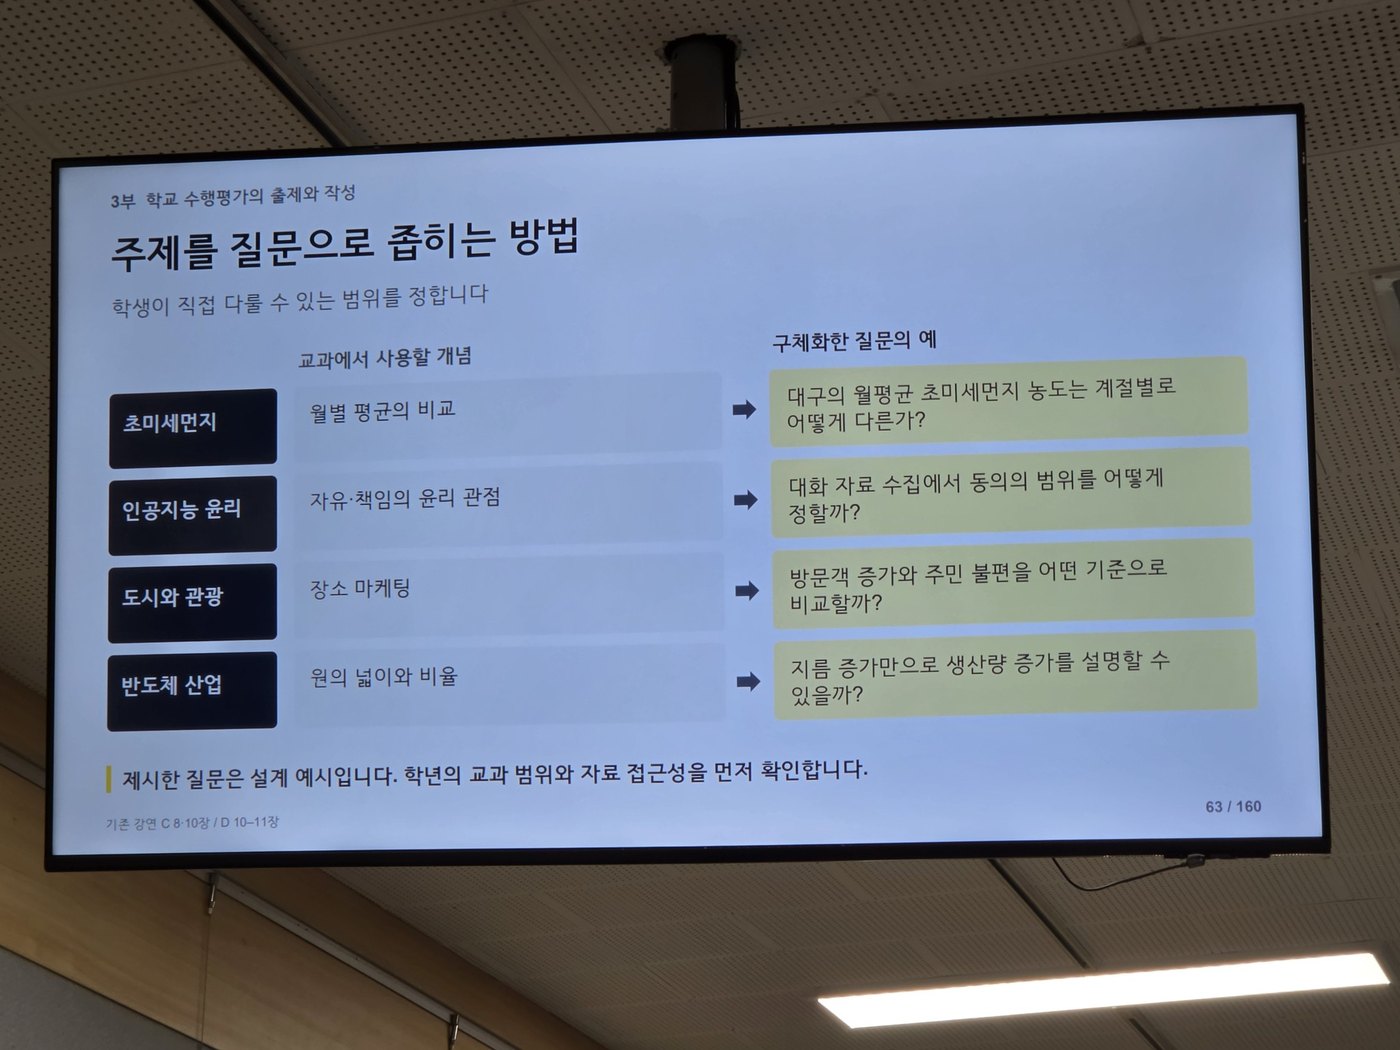 3부 학교 수행평가의 출제와 작성
주제를 질문으로 좁히는 방법
학생이 직접 다룰 수 있는 범위를 정합니다
교과에서 사용할 개념
구체화한 질문의 예
초미세먼지
월별 평균의 비교
대구의 월평균 초미세먼지 농도는 계절별로
어떻게 다른가?
인공지능 윤리
자유·책임의 윤리 관점
대화 자료 수집에서 동의의 범위를 어떻게
정할까?
도시와 관광
장소 마케팅
방문객 증가와 주민 불편을 어떤 기준으로
비교할까?
반도체 산업
원의 넓이와 비율
지름 증가만으로 생산량 증가를 설명할 수
있을까?
제시한 질문은 설계 예시입니다. 학년의 교과 범위와 자료 접근성을 먼저 확인합니다.
기존 강연 C 8·10장 / D 10–11장
63 / 160